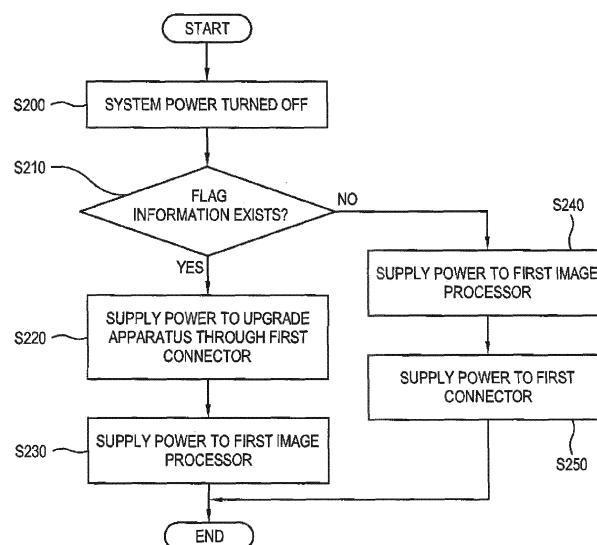 START
S200
SYSTEM POWER TURNED OFF
S210
FLAG
INFORMATION EXISTS?
NO
YES
S240
SUPPLY POWER TO FIRST IMAGE
PROCESSOR
S220
SUPPLY POWER TO UPGRADE
APPARATUS THROUGH FIRST
CONNECTOR
SUPPLY POWER TO FIRST
CONNECTOR
S250
S230
SUPPLY POWER TO FIRST IMAGE
PROCESSOR
END